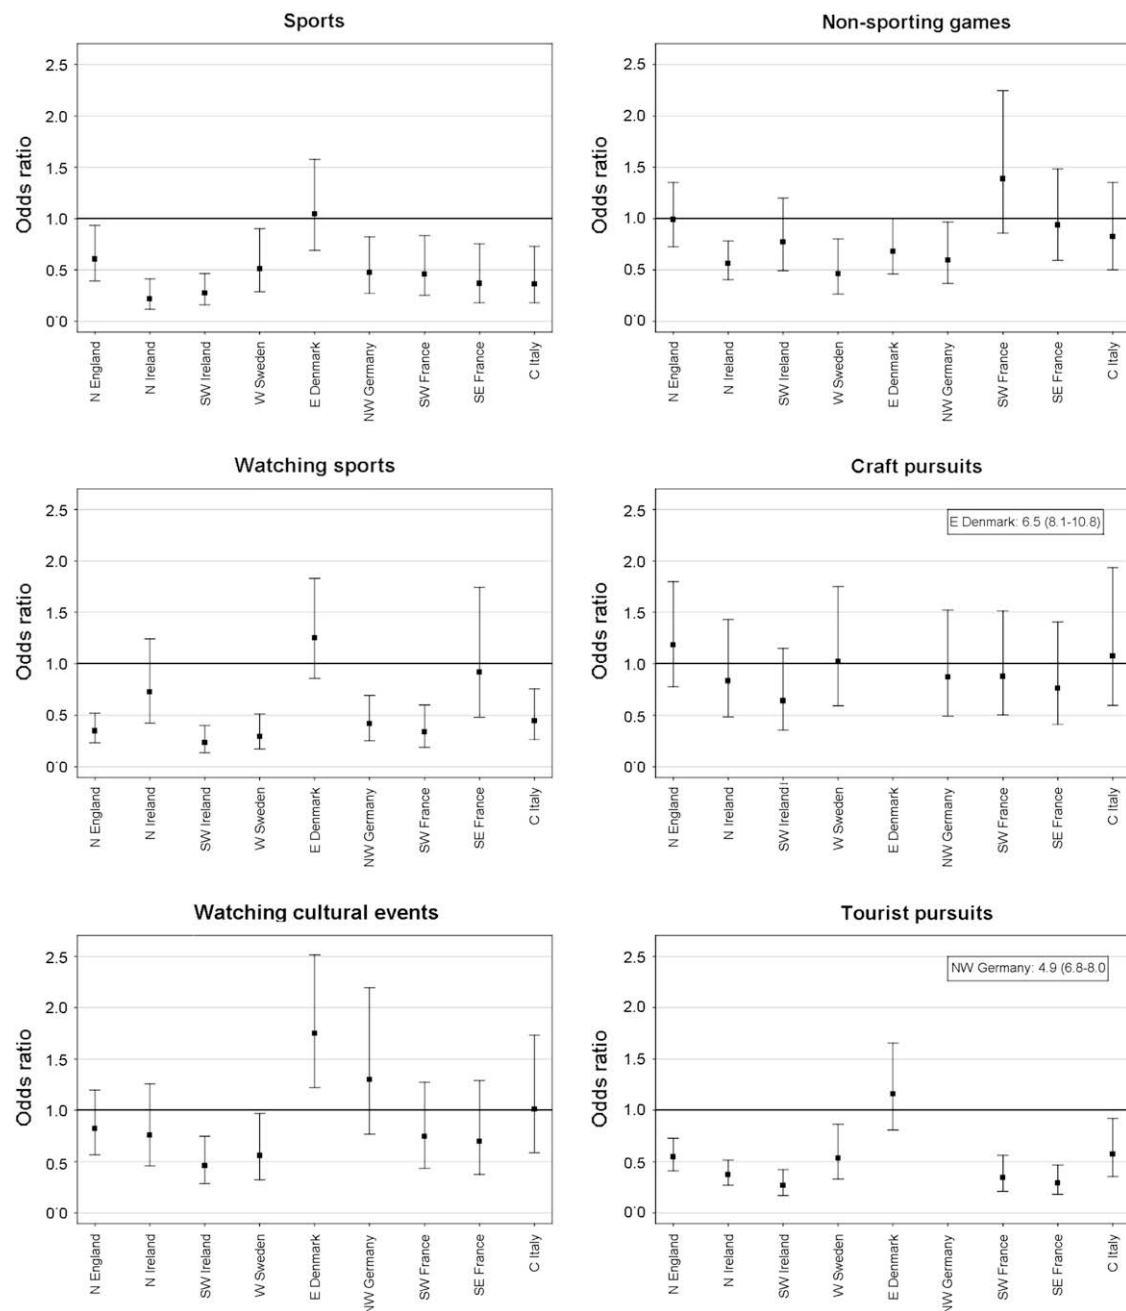 Sports
Odds ratio
2.5
2.0
1.5
1.0
0.5
0.0
N England
N Ireland
SW Ireland
W Sweden
E Denmark
NW Germany
SW France
SE France
C Italy
Non-sporting games
Odds ratio
2.5
2.0
1.5
1.0
0.5
0.0
N England
N Ireland
SW Ireland
W Sweden
E Denmark
NW Germany
SW France
SE France
C Italy
Watching sports
Odds ratio
2.5
2.0
1.5
1.0
0.5
0.0
N England
N Ireland
SW Ireland
W Sweden
E Denmark
NW Germany
SW France
SE France
C Italy
Craft pursuits
E Denmark: 6.5 (8.1-10.8)
Odds ratio
2.5
2.0
1.5
1.0
0.5
0.0
N England
N Ireland
SW Ireland
W Sweden
E Denmark
NW Germany
SW France
SE France
C Italy
Watching cultural events
Odds ratio
2.5
2.0
1.5
1.0
0.5
0.0
N England
N Ireland
SW Ireland
W Sweden
E Denmark
NW Germany
SW France
SE France
C Italy
Tourist pursuits
NW Germany: 4.9 (6.8-8.0
Odds ratio
2.5
2.0
1.5
1.0
0.5
0.0
N England
N Ireland
SW Ireland
W Sweden
E Denmark
NW Germany
SW France
SE France
C Italy